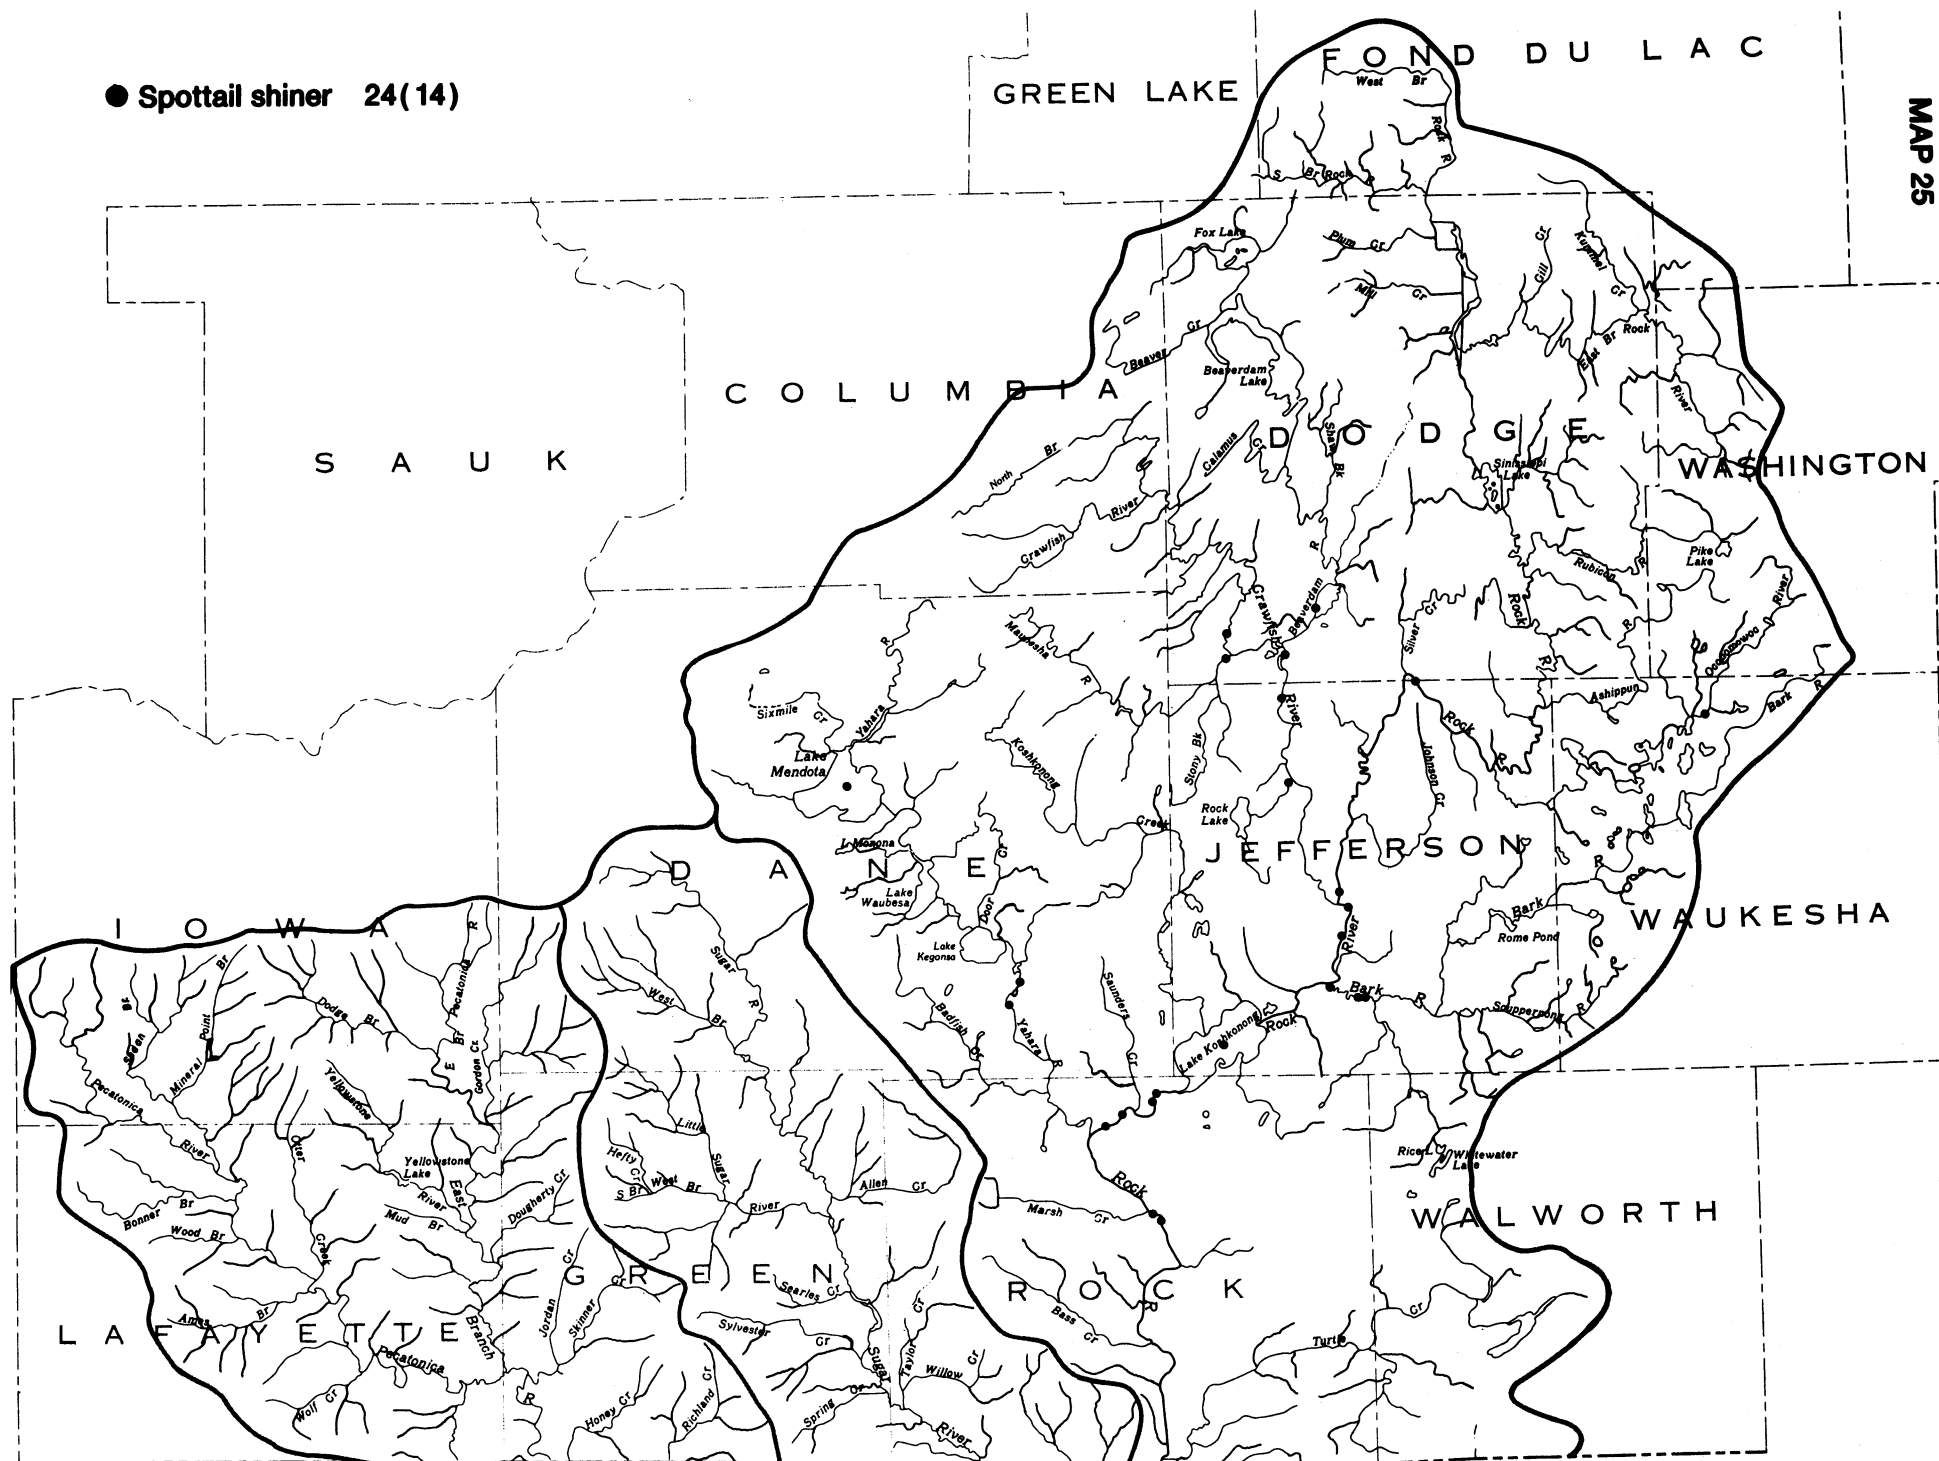 FOND DU LAC
GREEN LAKE
● Spottail shiner 24(14)
MAP 25
West Br
Rock R
S Br Rock R
Fox Lake
Plum Cr
Gill Cr
Kummel Cr
Mill Cr
Beaver Cr
East Br Rock River
Beaverdam
Lake
COLUMBIA
SAUK
DODGE
WASHINGTON
North Br
Calamus Cr
Shaw Bk
Sinissippi
Lake
Crawfish River
Rubicon R
Pike
Lake
Crawfish River
Beaverdam R
Silver Cr
Rock R
Maunesha R
Oconomowoc River
Ashippun R
Bark R
Sixmile Cr
Yahara R
Lake
Mendota
Koshkonong Creek
Stony Bk
Johnson Cr
Rock R
Rock
Lake
L Monona
JEFFERSON
DANE
Lake
Waubesa
Door Cr
Lake
Kegonsa
IOWA
WAUKESHA
Bark R
Rome Pond
River
Sugar R
West Br
Pecatonica
E Br
R
Dodge Br
Mineral Point Br
Gordon Cr
Badfish Cr
Yahara R
Saunders Cr
Lake Koshkonong
Rock
Bark R
Scuppernong R
Pecatonica River
Yellowstone
Otter Creek
Yellowstone
Lake
River
East Branch
Mud Br
Dougherty Cr
Little Sugar River
Hefty Cr
S Br West Br
Allen Cr
Rice L
Whitewater
Lake
Bonner Br
Wood Br
Rock R
Marsh Cr
WALWORTH
GREEN
ROCK
Searles Cr
Jordan Cr
Skinner Cr
Ames Br
LAFAYETTE
Sylvester Cr
Bass Cr
Turtle Cr
Pecatonica R
Sugar River
Taylor Cr
Willow Cr
Wolf Cr
Honey Cr
Richland Cr
Spring Cr